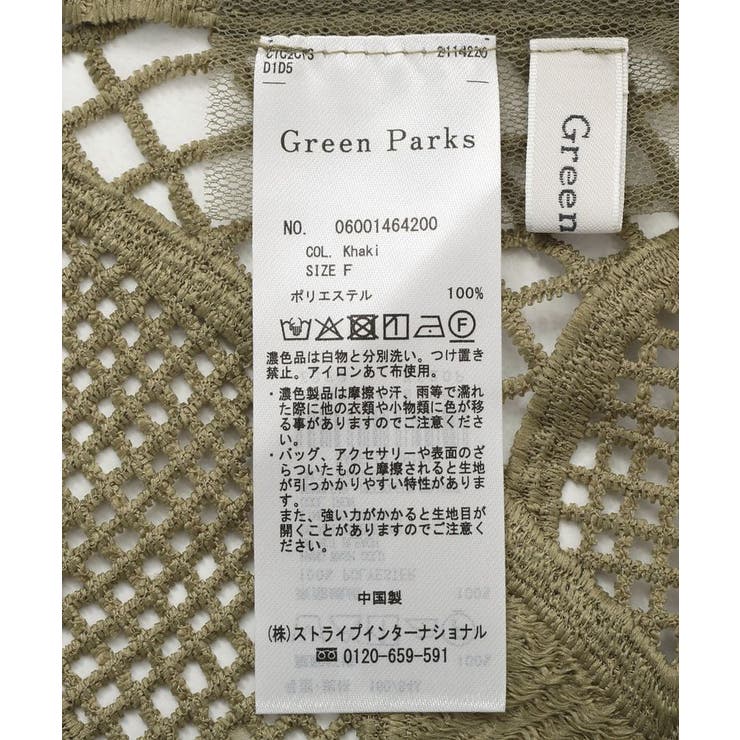 D1D5
2114220
Green Parks
NO. 06001464200
COL. Khaki
SIZE F
ポリエステル 100%
濃色品は白物と分別洗い。つけ置き
禁止。アイロンあて布使用。
・濃色製品は摩擦や汗、雨等で濡れ
た際に他の衣類や小物類に色が移
る事がありますのでご注意くださ
い。
・バッグ、アクセサリーや表面のざ
らついたものと摩擦されると生地
が引っかかりやすい特性がありま
す。
また、強い力がかかると生地目が
開くことがありますのでご注意く
ださい。
中国製
(株)ストライプインターナショナル
0120-659-591
Green